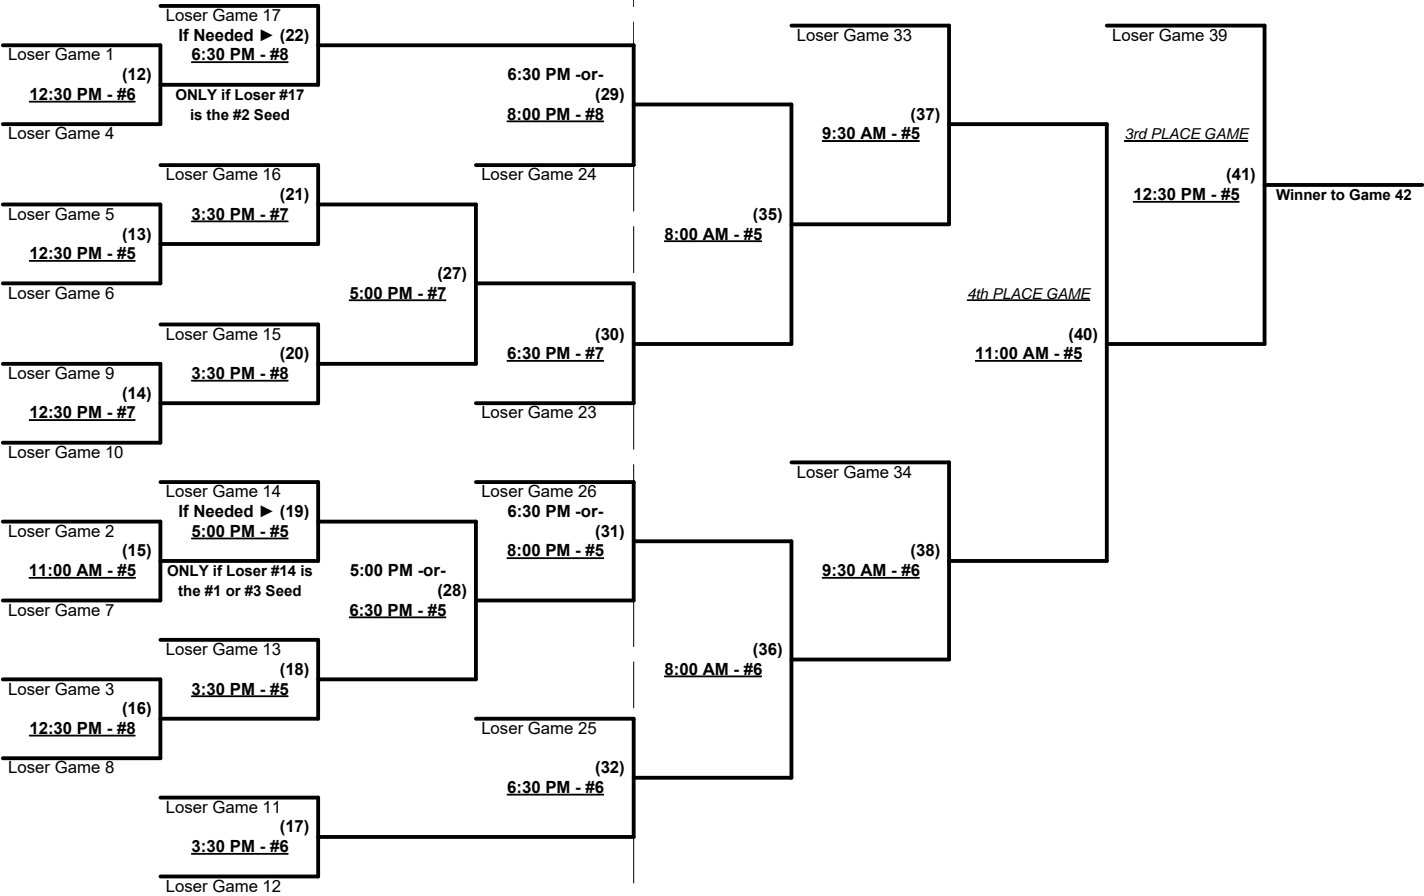 Loser Game 17
If Needed ► (22)
6:30 PM - #8
Loser Game 1
(12)
12:30 PM - #6
Loser Game 4
ONLY if Loser #17
is the #2 Seed
Loser Game 16
(21)
3:30 PM - #7
Loser Game 5
(13)
12:30 PM - #5
Loser Game 6
Loser Game 15
(20)
3:30 PM - #8
Loser Game 9
(14)
12:30 PM - #7
Loser Game 10
Loser Game 14
If Needed ► (19)
5:00 PM - #5
Loser Game 2
(15)
11:00 AM - #5
Loser Game 7
ONLY if Loser #14 is
the #1 or #3 Seed
Loser Game 13
(18)
3:30 PM - #5
Loser Game 3
(16)
12:30 PM - #8
Loser Game 8
Loser Game 11
(17)
3:30 PM - #6
Loser Game 12
(27)
5:00 PM - #7
5:00 PM -or-
(28)
6:30 PM - #5
6:30 PM -or-
(29)
8:00 PM - #8
Loser Game 24
(30)
6:30 PM - #7
Loser Game 23
Loser Game 26
6:30 PM -or-
(31)
8:00 PM - #5
Loser Game 25
(32)
6:30 PM - #6
(35)
8:00 AM - #5
(36)
8:00 AM - #6
Loser Game 33
(37)
9:30 AM - #5
Loser Game 34
(38)
9:30 AM - #6
4th PLACE GAME
(40)
11:00 AM - #5
Loser Game 39
3rd PLACE GAME
(41)
12:30 PM - #5
Winner to Game 42